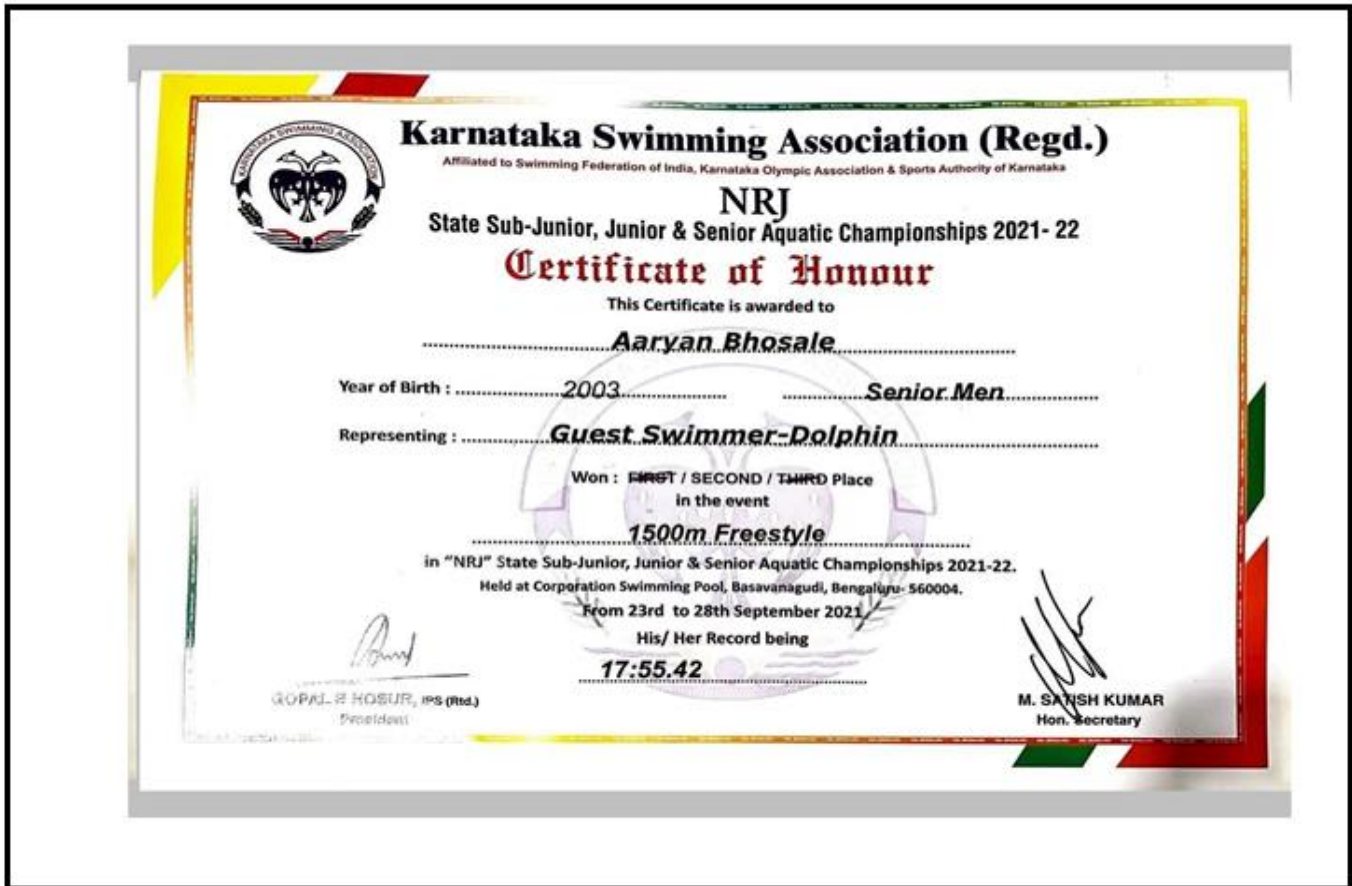 KARNATAKA SWIMMING ASSOCIATION
Karnataka Swimming Association (Regd.)
Affiliated to Swimming Federation of India, Karnataka Olympic Association & Sports Authority of Karnataka
NRJ
State Sub-Junior, Junior & Senior Aquatic Championships 2021- 22
Certificate of Honour
This Certificate is awarded to
Aaryan Bhosale
Year of Birth : 2003 Senior Men
Representing : Guest Swimmer-Dolphin
Won : FIRST / SECOND / THIRD Place
in the event
1500m Freestyle
in "NRJ" State Sub-Junior, Junior & Senior Aquatic Championships 2021-22.
Held at Corporation Swimming Pool, Basavanagudi, Bengaluru- 560004.
From 23rd to 28th September 2021.
His/ Her Record being
17:55.42
GOPAL B HOSUR, IPS (Rtd.)
President
M. SATISH KUMAR
Hon. Secretary